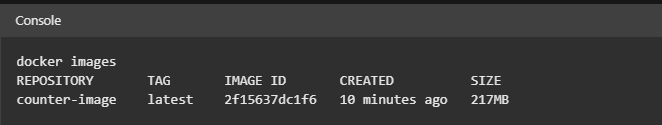 Console
docker images
REPOSITORY TAG IMAGE ID CREATED SIZE
counter-image latest 2f15637dc1f6 10 minutes ago 217MB